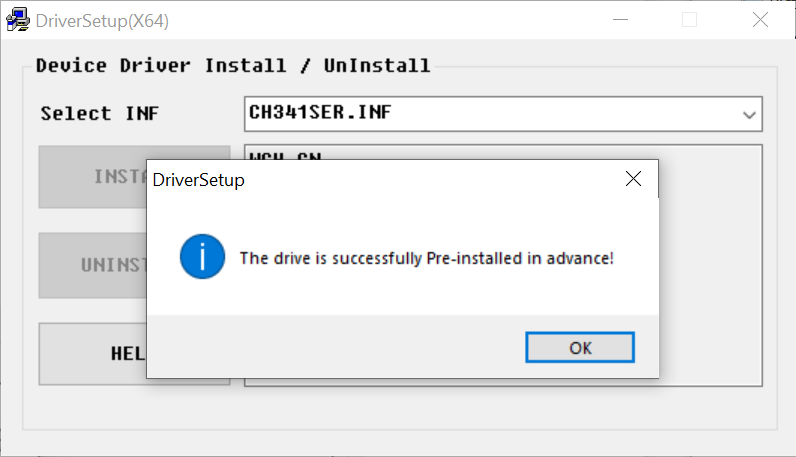 DriverSetup(X64)
Device Driver Install / UnInstall
Select INF
CH341SER.INF
DriverSetup
The drive is successfully Pre-installed in advance!
OK